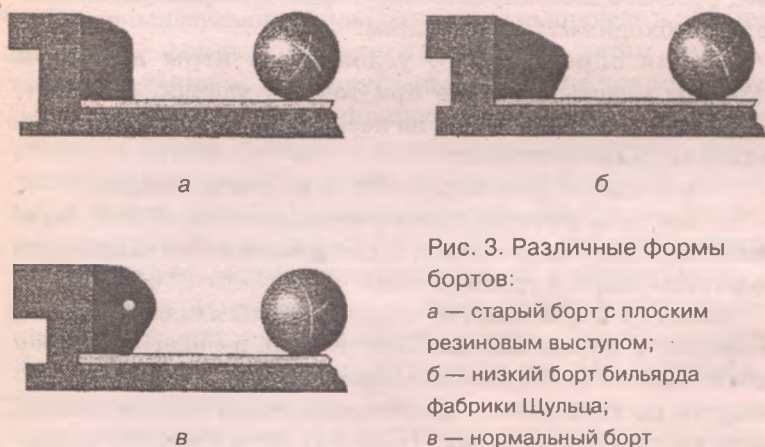 а
б
Рис. 3. Различные формы
бортов:
а — старый борт с плоским
резиновым выступом;
б — низкий борт бильярда
фабрики Щульца;
в — нормальный борт
в